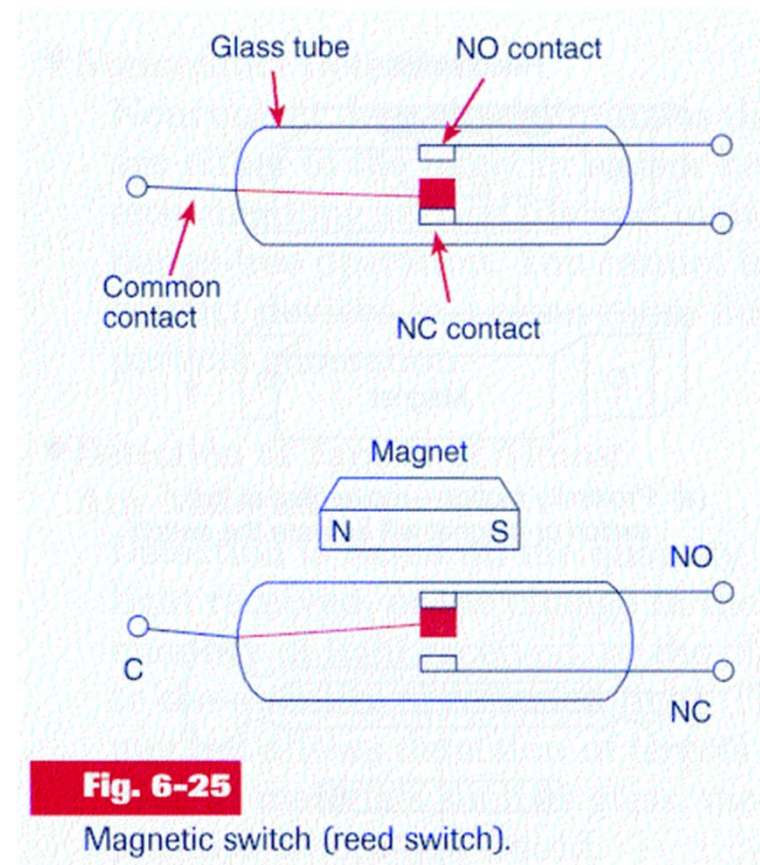 Glass tube
NO contact
Common
contact
NC contact
Magnet
N
S
NO
C
NC
Fig. 6-25
Magnetic switch (reed switch).